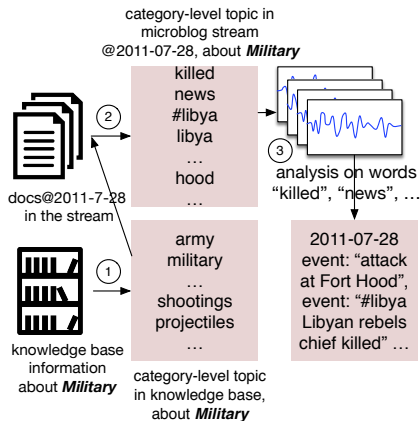 category-level topic in
microblog stream
@2011-07-28, about Military
killed
news
#libya
libya
...
hood
...
2
docs@2011-7-28
in the stream
3
analysis on words
"killed", "news", ...
1
knowledge base
information
about Military
army
military
...
shootings
projectiles
...
category-level topic
in knowledge base,
about Military
2011-07-28
event: "attack
at Fort Hood",
event: "#libya
Libyan rebels
chief killed" ...